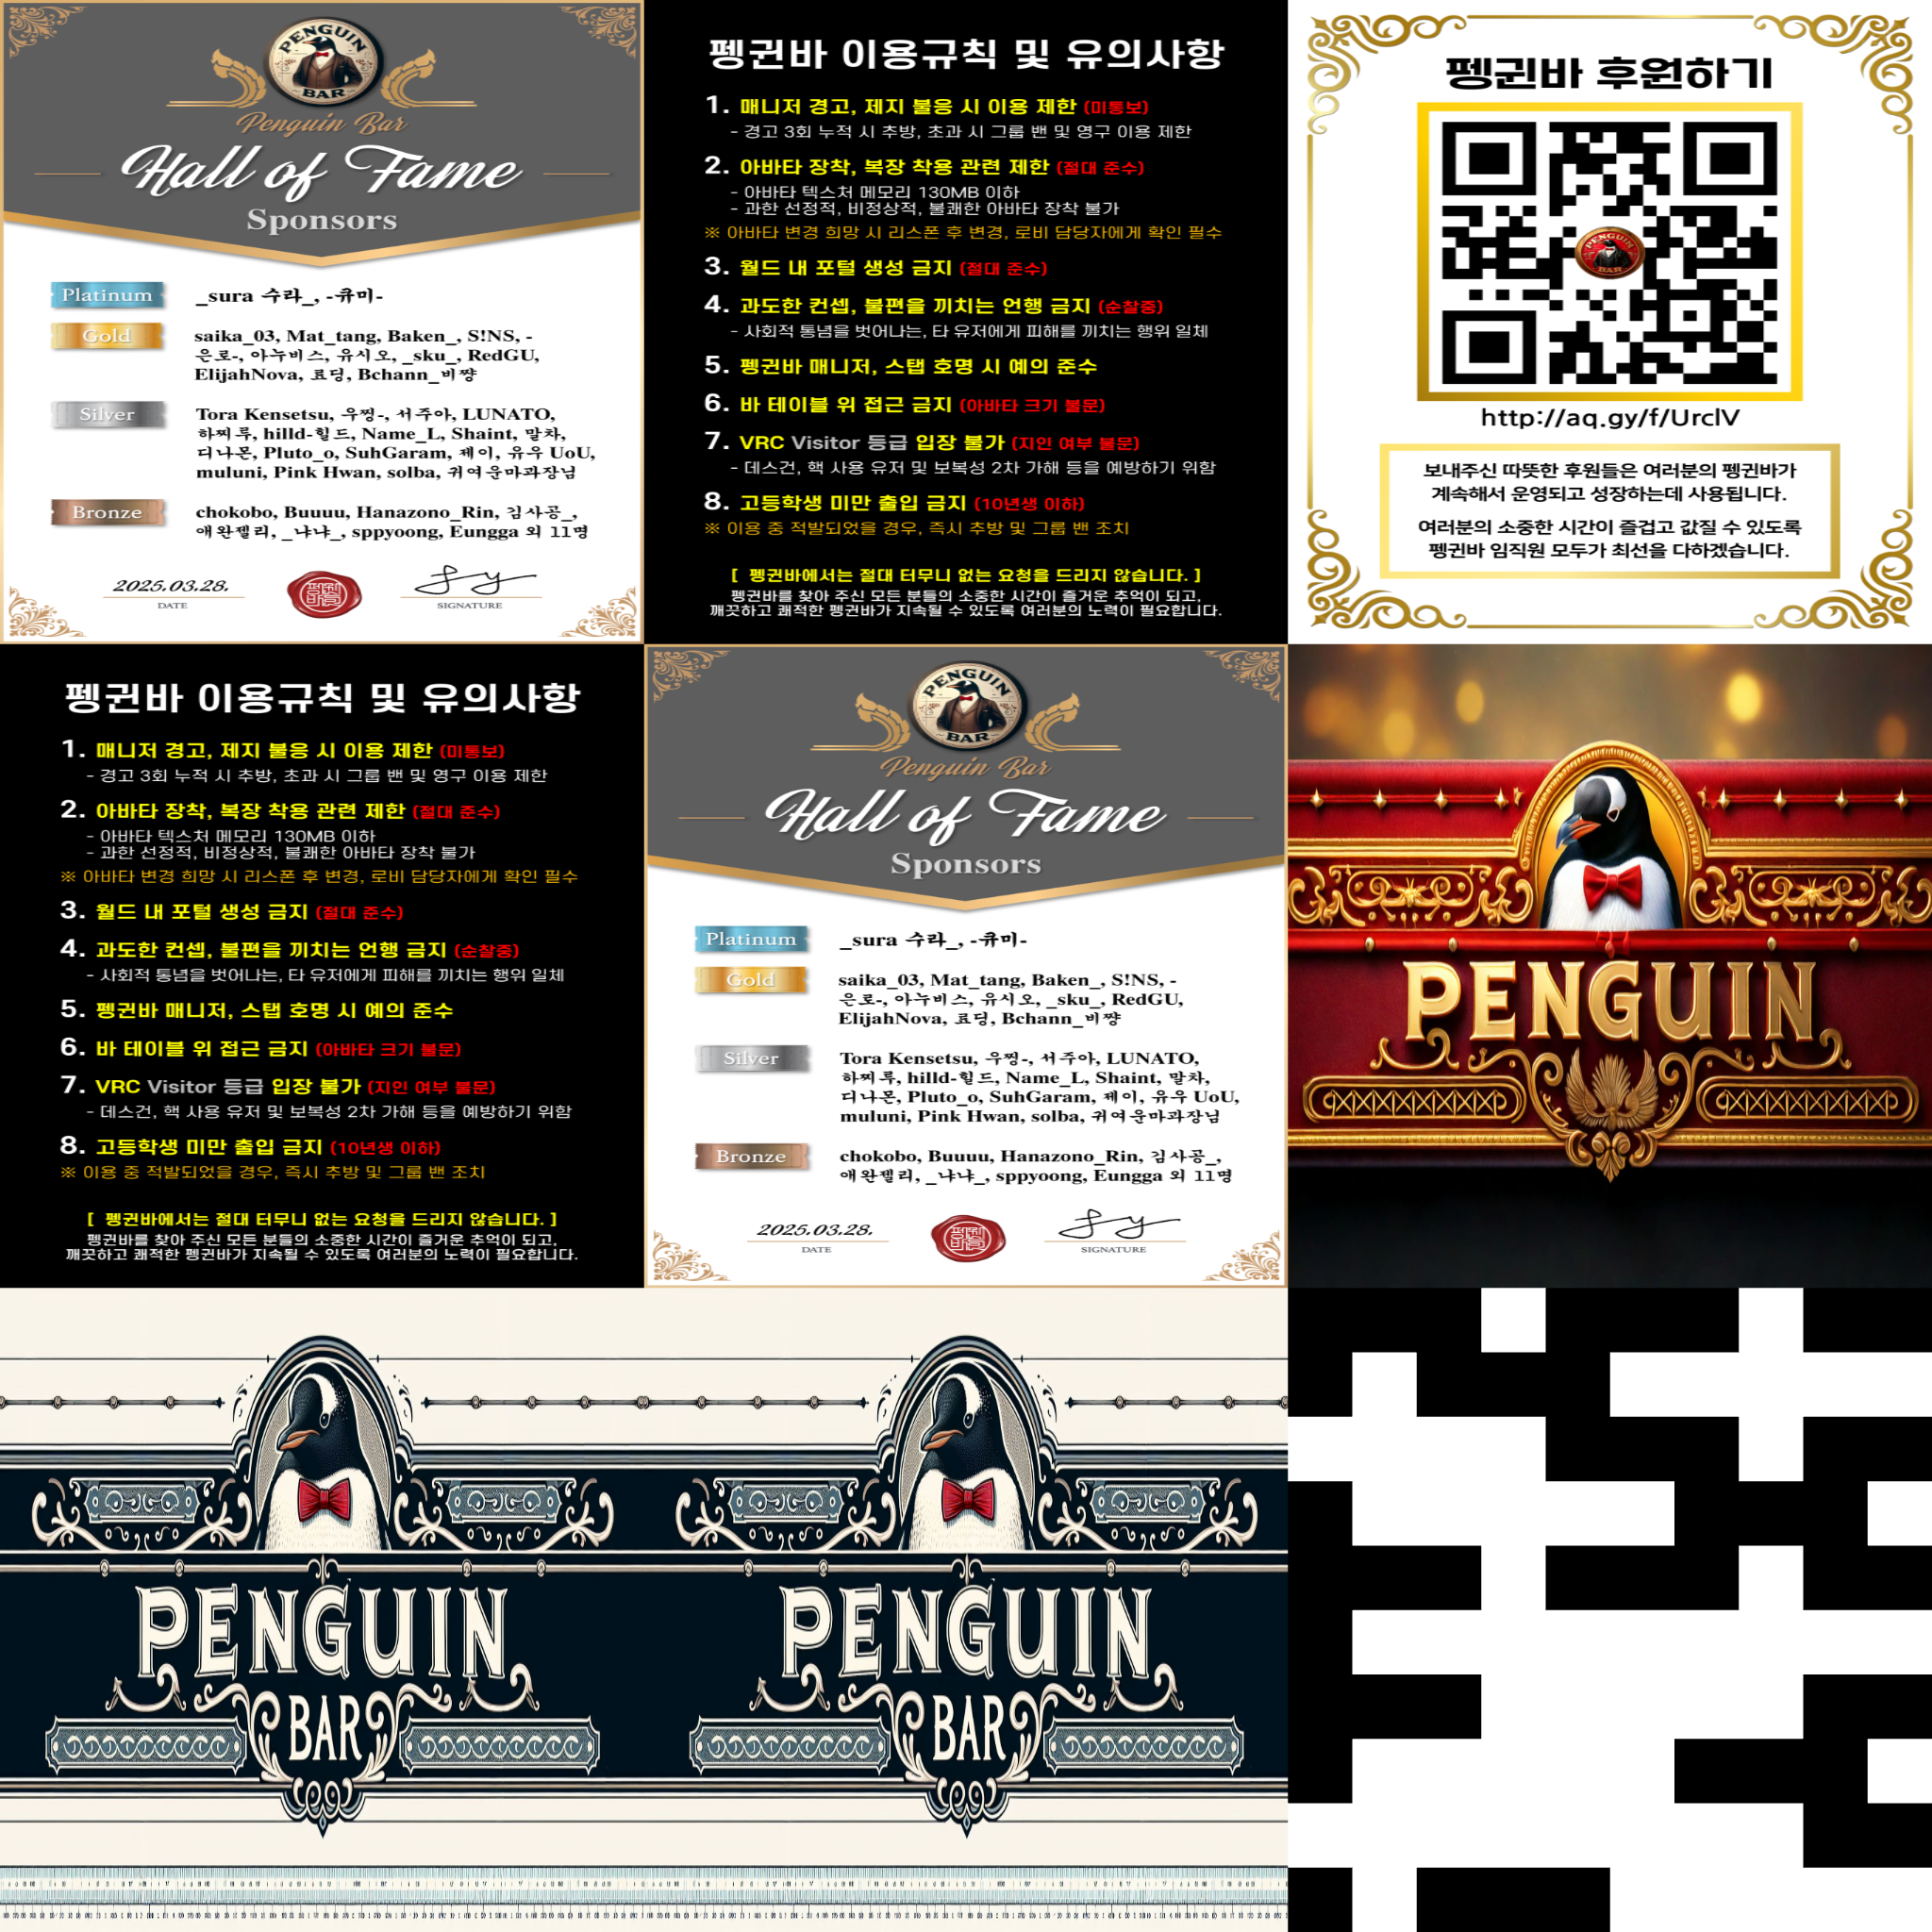 PENGUIN
BAR
Penguin Bar
Hall of Fame
Sponsors
Platinum
_sura 수라_, -큐미-
Gold
saika_03, Mat_tang, Baken_, S!NS, -
은로-, 아누비스, 유시오, _sku_, RedGU,
ElijahNova, 료딩, Bchann_비쨩
Silver
Tora Kensetsu, 우찡-, 서주아, LUNATO,
하찌루, hilld-힐드, Name_L, Shaint, 말차,
디나몬, Pluto_o, SuhGaram, 제이, 유우 UoU,
muluni, Pink Hwan, solba, 귀여운마과장님
Bronze
chokobo, Buuuu, Hanazono_Rin, 김사공_,
애완젤리, _냐냐_, sppyoong, Eungga 외 11명
2025.03.28.
DATE
펭귄
바응
SIGNATURE
펭귄바 이용규칙 및 유의사항
1. 매니저 경고, 제지 불응 시 이용 제한 (미통보)
- 경고 3회 누적 시 추방, 초과 시 그룹 밴 및 영구 이용 제한
2. 아바타 장착, 복장 착용 관련 제한 (절대 준수)
- 아바타 텍스처 메모리 130MB 이하
- 과한 선정적, 비정상적, 불쾌한 아바타 장착 불가
※ 아바타 변경 희망 시 리스폰 후 변경, 로비 담당자에게 확인 필수
3. 월드 내 포털 생성 금지 (절대 준수)
4. 과도한 컨셉, 불편을 끼치는 언행 금지 (순찰중)
- 사회적 통념을 벗어나는, 타 유저에게 피해를 끼치는 행위 일체
5. 펭귄바 매니저, 스탭 호명 시 예의 준수
6. 바 테이블 위 접근 금지 (아바타 크기 불문)
7. VRC Visitor 등급 입장 불가 (지인 여부 불문)
- 데스건, 핵 사용 유저 및 보복성 2차 가해 등을 예방하기 위함
8. 고등학생 미만 출입 금지 (10년생 이하)
※ 이용 중 적발되었을 경우, 즉시 추방 및 그룹 밴 조치
[ 펭귄바에서는 절대 터무니 없는 요청을 드리지 않습니다. ]
펭귄바를 찾아 주신 모든 분들의 소중한 시간이 즐거운 추억이 되고,
깨끗하고 쾌적한 펭귄바가 지속될 수 있도록 여러분의 노력이 필요합니다.
펭귄바 후원하기
PENGUIN
BAR
http://aq.gy/f/UrclV
보내주신 따뜻한 후원들은 여러분의 펭귄바가
계속해서 운영되고 성장하는데 사용됩니다.
여러분의 소중한 시간이 즐겁고 값질 수 있도록
펭귄바 임직원 모두가 최선을 다하겠습니다.
펭귄바 이용규칙 및 유의사항
1. 매니저 경고, 제지 불응 시 이용 제한 (미통보)
- 경고 3회 누적 시 추방, 초과 시 그룹 밴 및 영구 이용 제한
2. 아바타 장착, 복장 착용 관련 제한 (절대 준수)
- 아바타 텍스처 메모리 130MB 이하
- 과한 선정적, 비정상적, 불쾌한 아바타 장착 불가
※ 아바타 변경 희망 시 리스폰 후 변경, 로비 담당자에게 확인 필수
3. 월드 내 포털 생성 금지 (절대 준수)
4. 과도한 컨셉, 불편을 끼치는 언행 금지 (순찰중)
- 사회적 통념을 벗어나는, 타 유저에게 피해를 끼치는 행위 일체
5. 펭귄바 매니저, 스탭 호명 시 예의 준수
6. 바 테이블 위 접근 금지 (아바타 크기 불문)
7. VRC Visitor 등급 입장 불가 (지인 여부 불문)
- 데스건, 핵 사용 유저 및 보복성 2차 가해 등을 예방하기 위함
8. 고등학생 미만 출입 금지 (10년생 이하)
※ 이용 중 적발되었을 경우, 즉시 추방 및 그룹 밴 조치
[ 펭귄바에서는 절대 터무니 없는 요청을 드리지 않습니다. ]
펭귄바를 찾아 주신 모든 분들의 소중한 시간이 즐거운 추억이 되고,
깨끗하고 쾌적한 펭귄바가 지속될 수 있도록 여러분의 노력이 필요합니다.
PENGUIN
BAR
Penguin Bar
Hall of Fame
Sponsors
Platinum
_sura 수라_, -큐미-
Gold
saika_03, Mat_tang, Baken_, S!NS, -
은로-, 아누비스, 유시오, _sku_, RedGU,
ElijahNova, 료딩, Bchann_비쨩
Silver
Tora Kensetsu, 우찡-, 서주아, LUNATO,
하찌루, hilld-힐드, Name_L, Shaint, 말차,
디나몬, Pluto_o, SuhGaram, 제이, 유우 UoU,
muluni, Pink Hwan, solba, 귀여운마과장님
Bronze
chokobo, Buuuu, Hanazono_Rin, 김사공_,
애완젤리, _냐냐_, sppyoong, Eungga 외 11명
2025.03.28.
DATE
SIGNATURE
PENGUIN
PENGUIN
BAR
PENGUIN
BAR